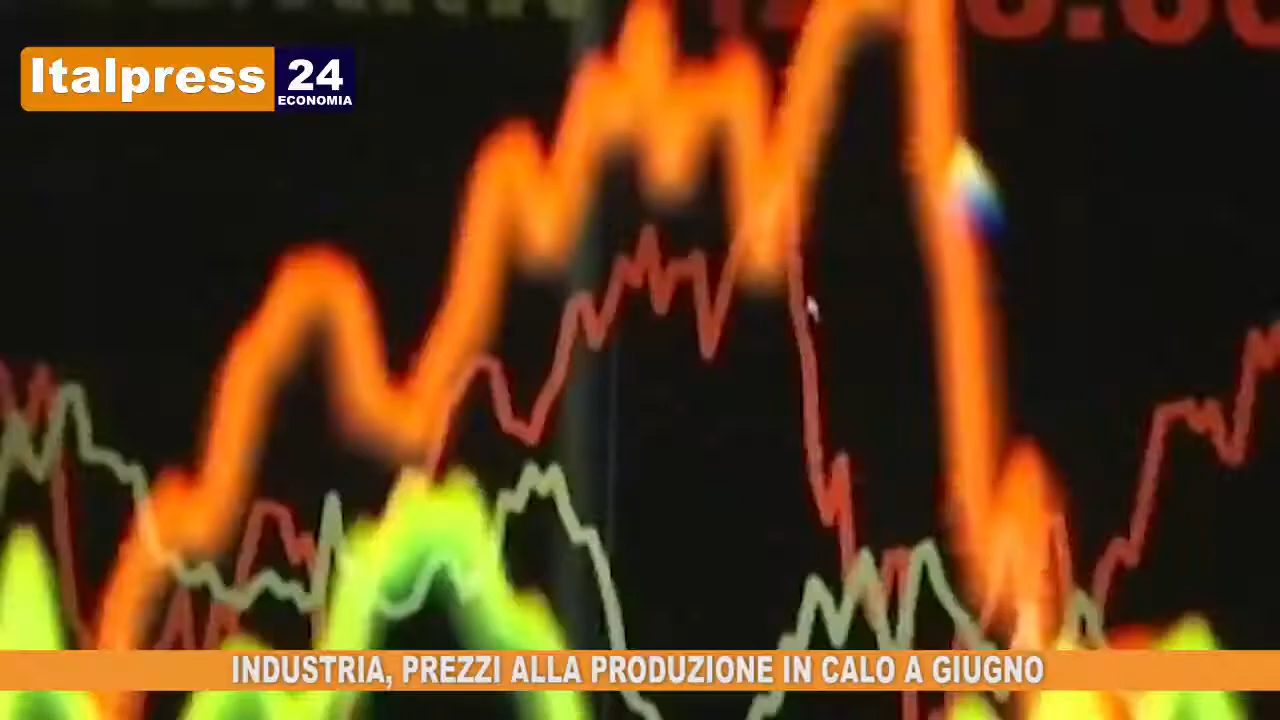 Italpress
24
ECONOMIA
INDUSTRIA, PREZZI ALLA PRODUZIONE IN CALO A GIUGNO